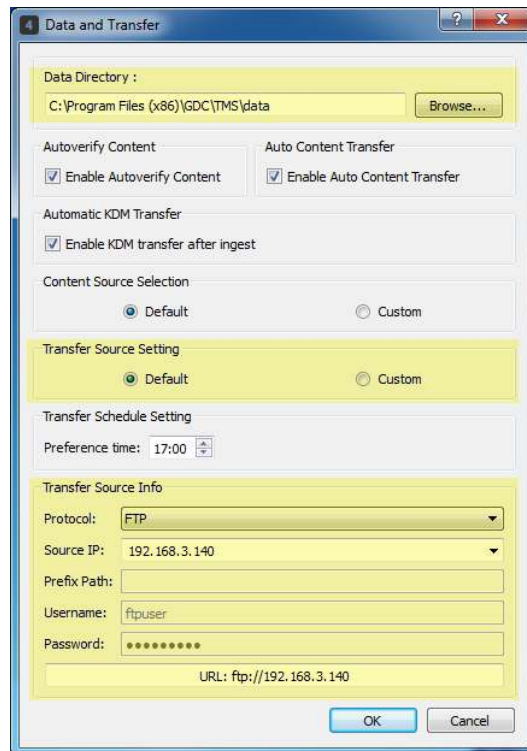 4 Data and Transfer
Data Directory :
C:\Program Files (x86)\GDC\TMS\data Browse...
Autoverify Content Auto Content Transfer
Enable Autoverify Content Enable Auto Content Transfer
Automatic KDM Transfer
Enable KDM transfer after ingest
Content Source Selection
Default Custom
Transfer Source Setting
Default Custom
Transfer Schedule Setting
Preference time: 17:00
Transfer Source Info
Protocol: FTP
Source IP: 192.168.3.140
Prefix Path:
Username: ftpuser
Password: ●●●●●●●●●
URL: ftp://192.168.3.140
OK Cancel